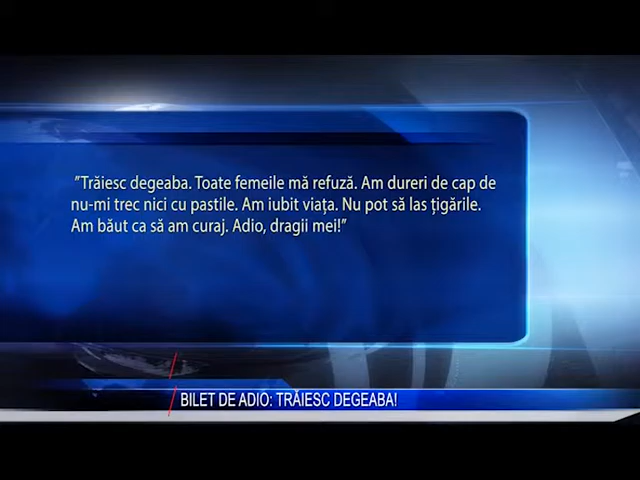 ”Trăiesc degeaba. Toate femeile mă refuză. Am dureri de cap de
nu-mi trec nici cu pastile. Am iubit viața. Nu pot să las țigările.
Am băut ca să am curaj. Adio, dragii mei!”
BILET DE ADIO: TRĂIESC DEGEABA!